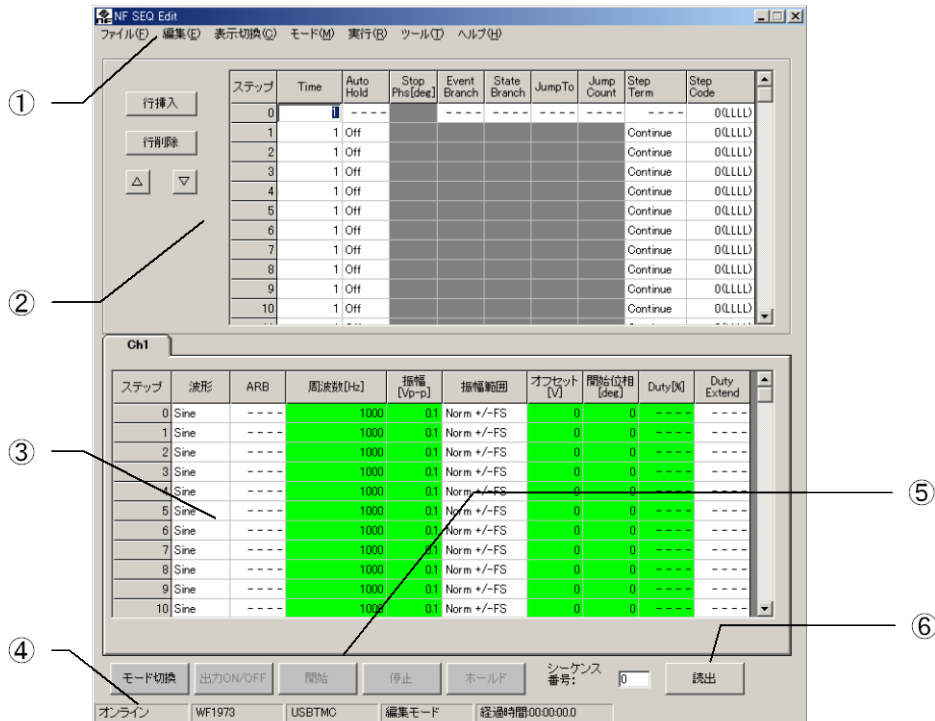 NF SEQ Edit
ファイル(F) 編集(E) 表示切換(C) モード(M) 実行(R) ツール(T) ヘルプ(H)
①
行挿入
行削除
△ ▽
②
ステップ Time Auto Hold Stop Phs[deg] Event Branch State Branch JumpTo Jump Count Step Term Step Code
0 1 ---- ---- ---- ---- ---- ---- 0(LLLL)
1 1 Off Continue 0(LLLL)
2 1 Off Continue 0(LLLL)
3 1 Off Continue 0(LLLL)
4 1 Off Continue 0(LLLL)
5 1 Off Continue 0(LLLL)
6 1 Off Continue 0(LLLL)
7 1 Off Continue 0(LLLL)
8 1 Off Continue 0(LLLL)
9 1 Off Continue 0(LLLL)
10 1 Off Continue 0(LLLL)
Ch1
ステップ 波形 ARB 周波数[Hz] 振幅[Vp-p] 振幅範囲 オフセット[V] 開始位相[deg] Duty[%] Duty Extend
0 Sine ---- 1000 0.1 Norm +/-FS 0 0 ---- ----
1 Sine ---- 1000 0.1 Norm +/-FS 0 0 ---- ----
2 Sine ---- 1000 0.1 Norm +/-FS 0 0 ---- ----
3 Sine ---- 1000 0.1 Norm +/-FS 0 0 ---- ----
4 Sine ---- 1000 0.1 Norm +/-FS 0 0 ---- ----
5 Sine ---- 1000 0.1 Norm +/-FS 0 0 ---- ----
6 Sine ---- 1000 0.1 Norm +/-FS 0 0 ---- ----
7 Sine ---- 1000 0.1 Norm +/-FS 0 0 ---- ----
8 Sine ---- 1000 0.1 Norm +/-FS 0 0 ---- ----
9 Sine ---- 1000 0.1 Norm +/-FS 0 0 ---- ----
10 Sine ---- 1000 0.1 Norm +/-FS 0 0 ---- ----
③
⑤
⑥
④
モード切換 出力ON/OFF 開始 停止 ホールド シーケンス番号: 0 読出
オンライン WF1973 USBTMC 編集モード 経過時間:00:00:00.0